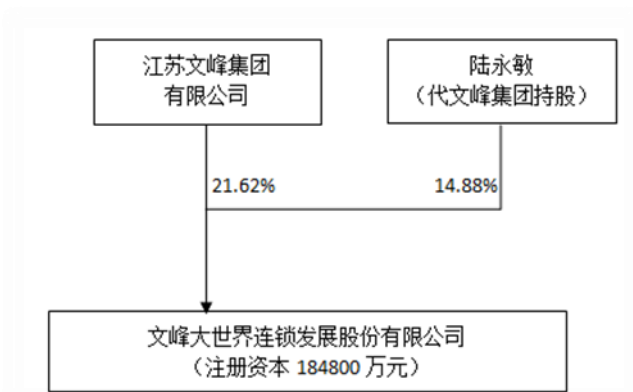 江苏文峰集团
有限公司
陆永敏
（代文峰集团持股）
21.62%
14.88%
文峰大世界连锁发展股份有限公司
（注册资本 184800 万元）